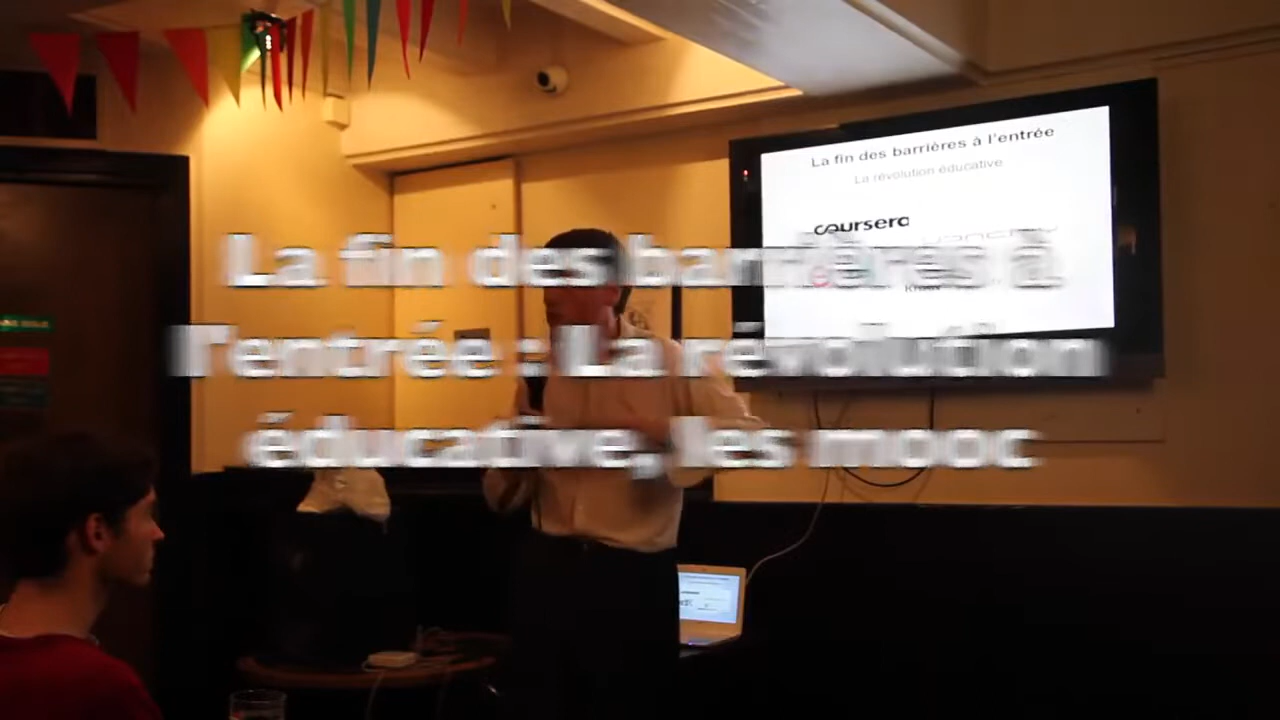 La fin des barrières à l'entrée
La révolution éducative
coursera
La fin des barrières à
l'entrée : La révolution
éducative, les mooc